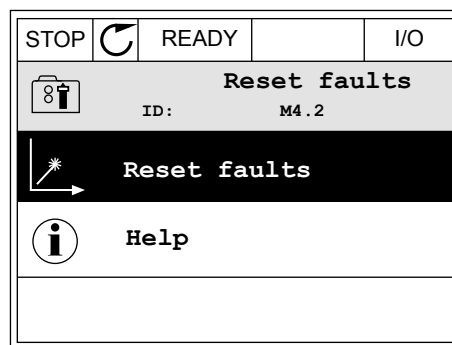 STOP READY I/O
Reset faults
ID: M4.2
Reset faults
Help